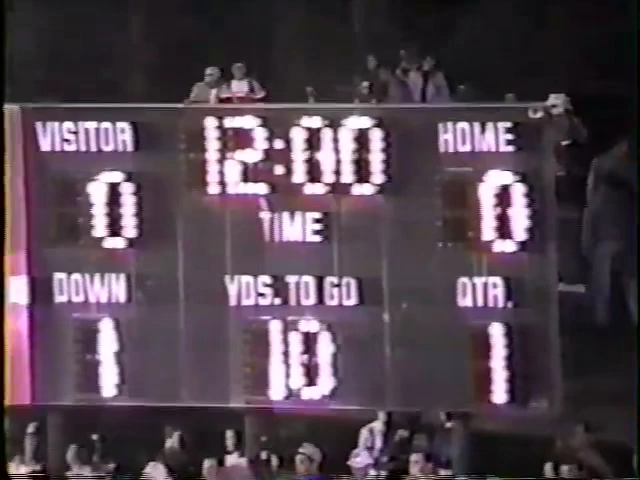 VISITOR 12:00 HOME
0 TIME 0
DOWN YDS. TO GO QTR.
1 10 1